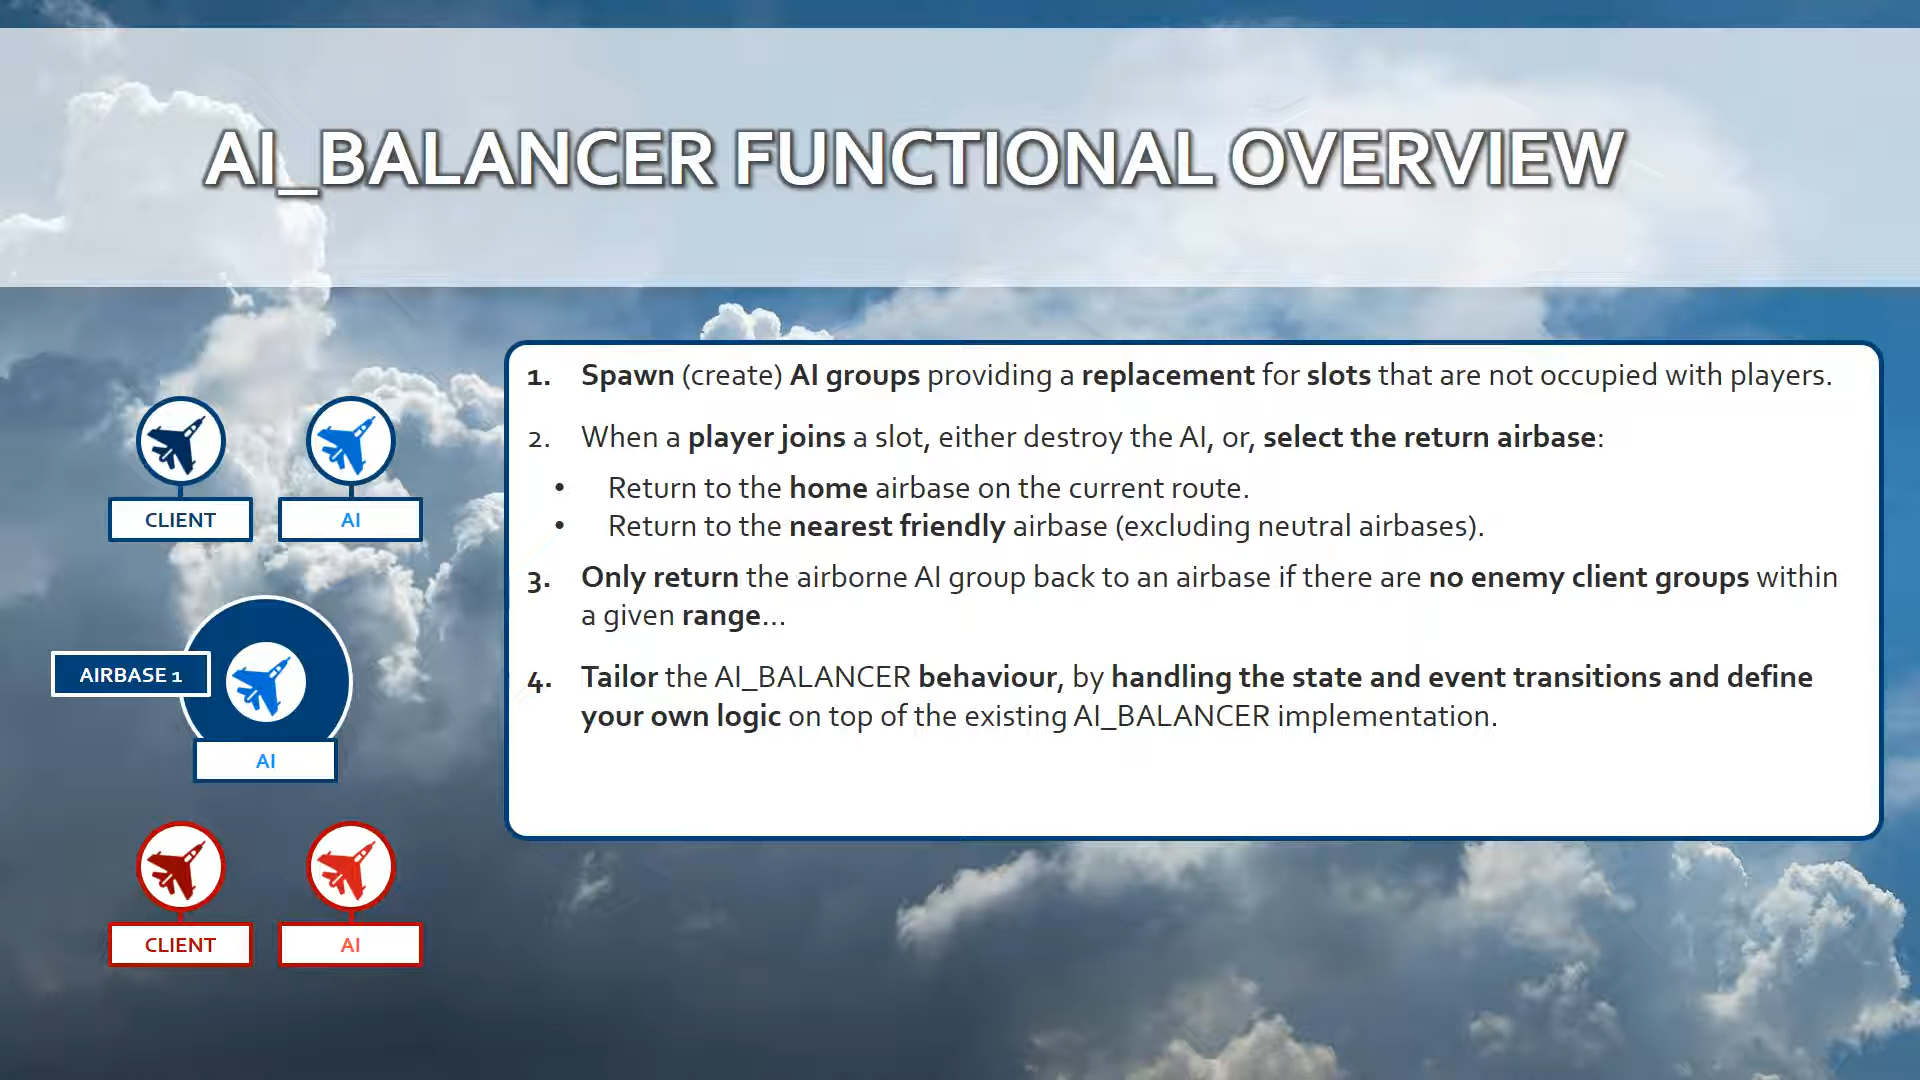 AI_BALANCER FUNCTIONAL OVERVIEW
CLIENT
AI
AIRBASE 1
AI
CLIENT
AI
1. Spawn (create) AI groups providing a replacement for slots that are not occupied with players.
2. When a player joins a slot, either destroy the AI, or, select the return airbase:
• Return to the home airbase on the current route.
• Return to the nearest friendly airbase (excluding neutral airbases).
3. Only return the airborne AI group back to an airbase if there are no enemy client groups within
a given range...
4. Tailor the AI_BALANCER behaviour, by handling the state and event transitions and define
your own logic on top of the existing AI_BALANCER implementation.